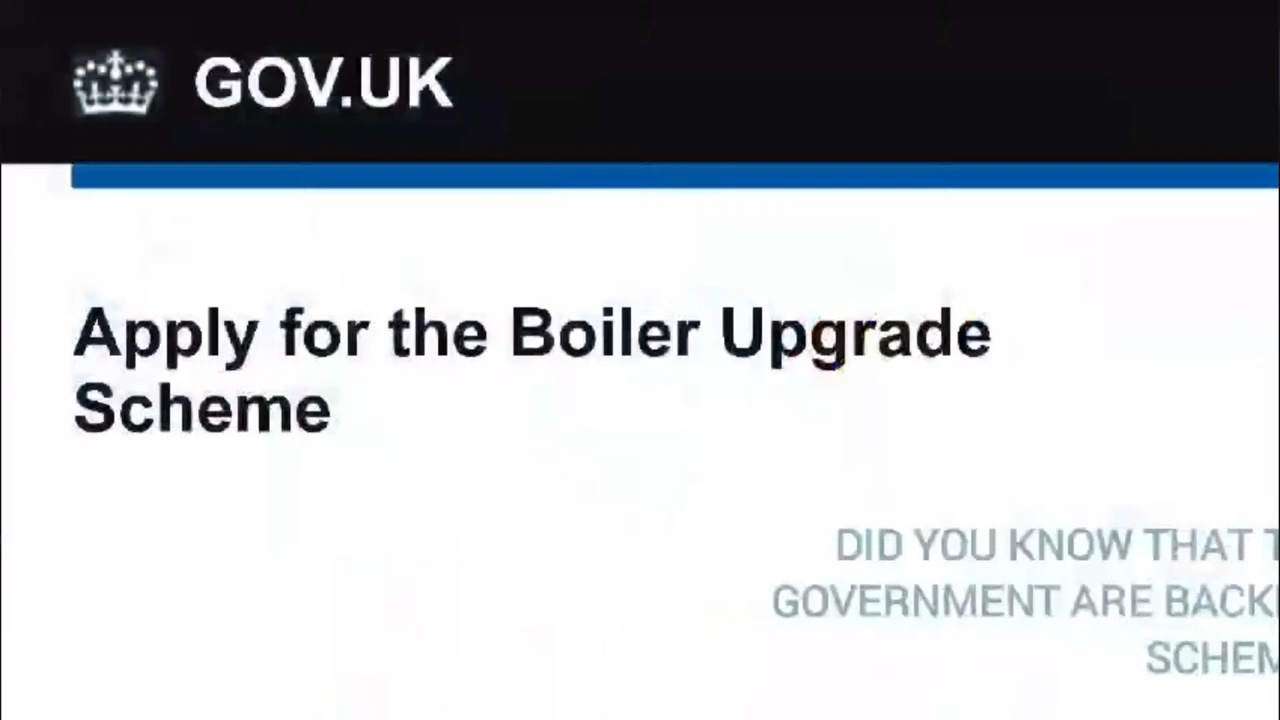 GOV.UK
Apply for the Boiler Upgrade
Scheme
DID YOU KNOW THAT
GOVERNMENT ARE